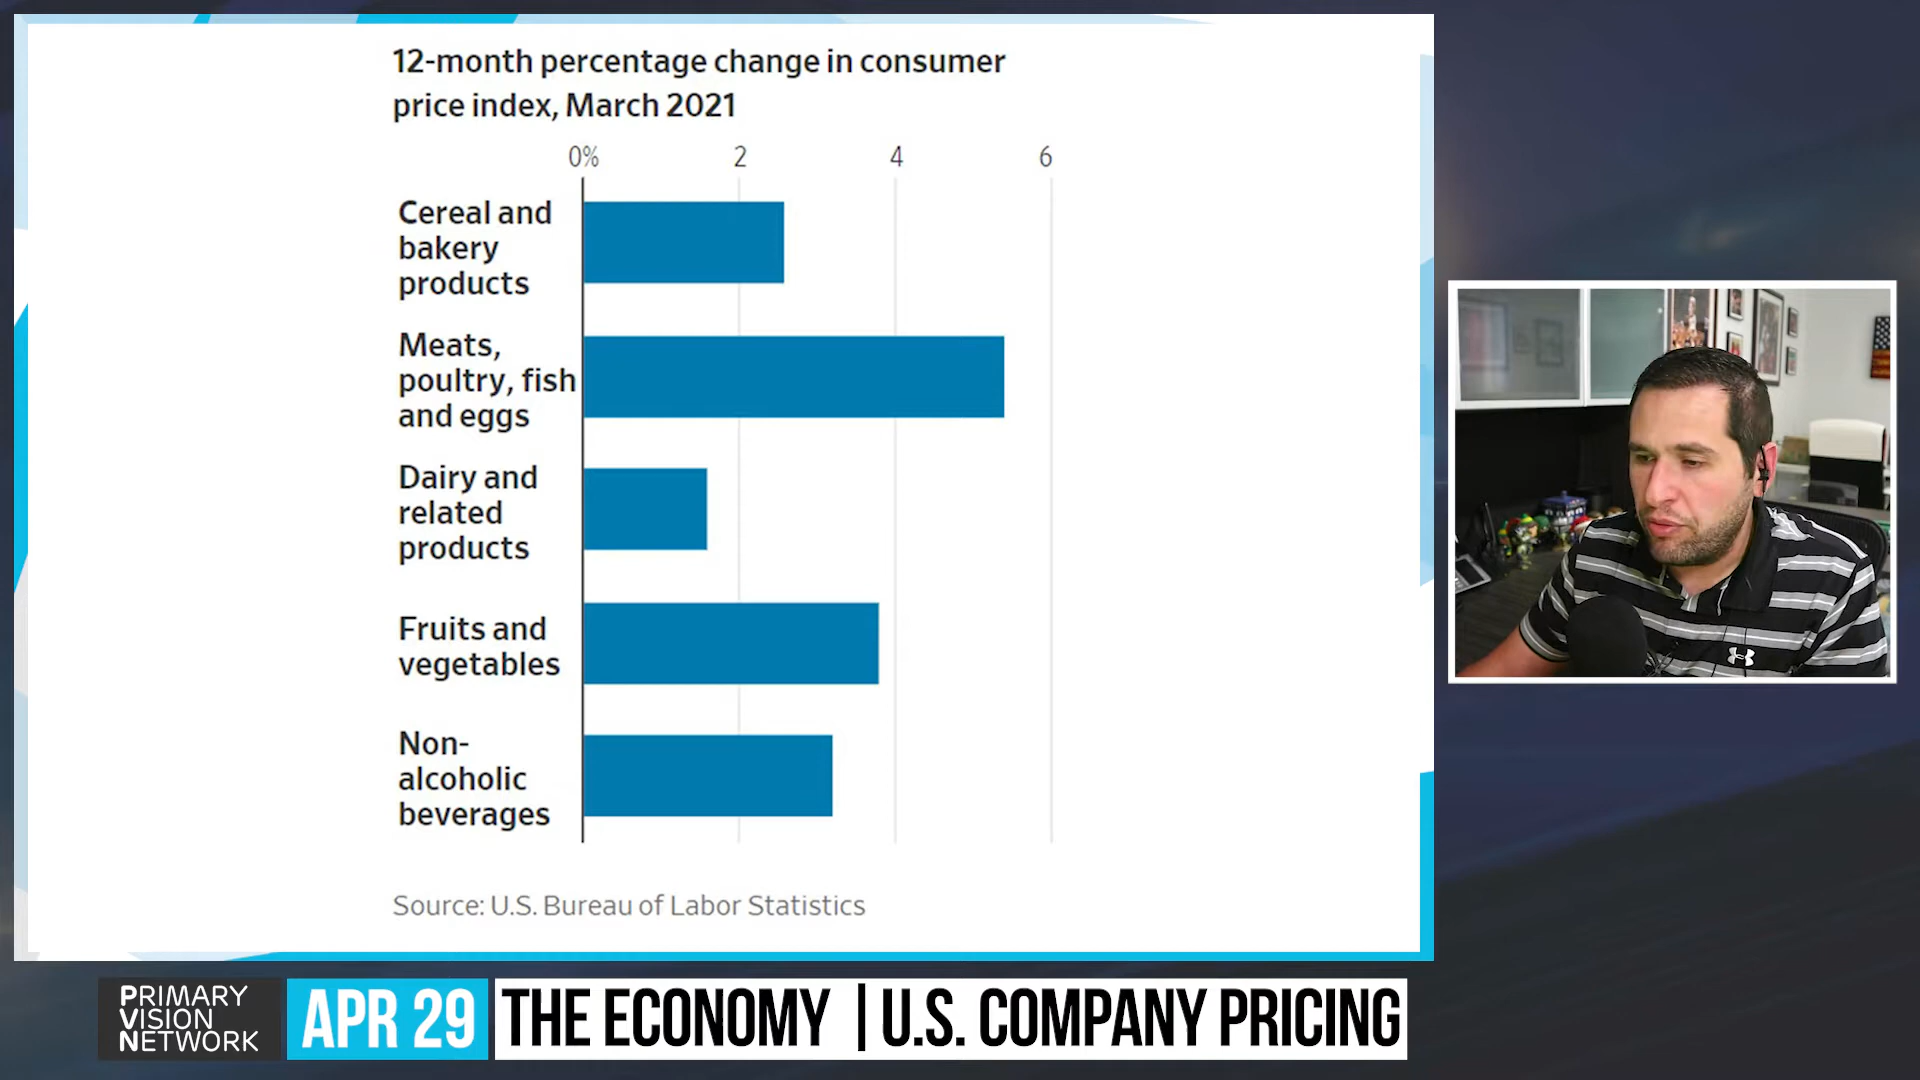 12-month percentage change in consumer
price index, March 2021
0% 2 4 6
Cereal and
bakery
products
Meats,
poultry, fish
and eggs
Dairy and
related
products
Fruits and
vegetables
Non-
alcoholic
beverages
Source: U.S. Bureau of Labor Statistics
PRIMARY
VISION
NETWORK
APR 29
THE ECONOMY | U.S. COMPANY PRICING